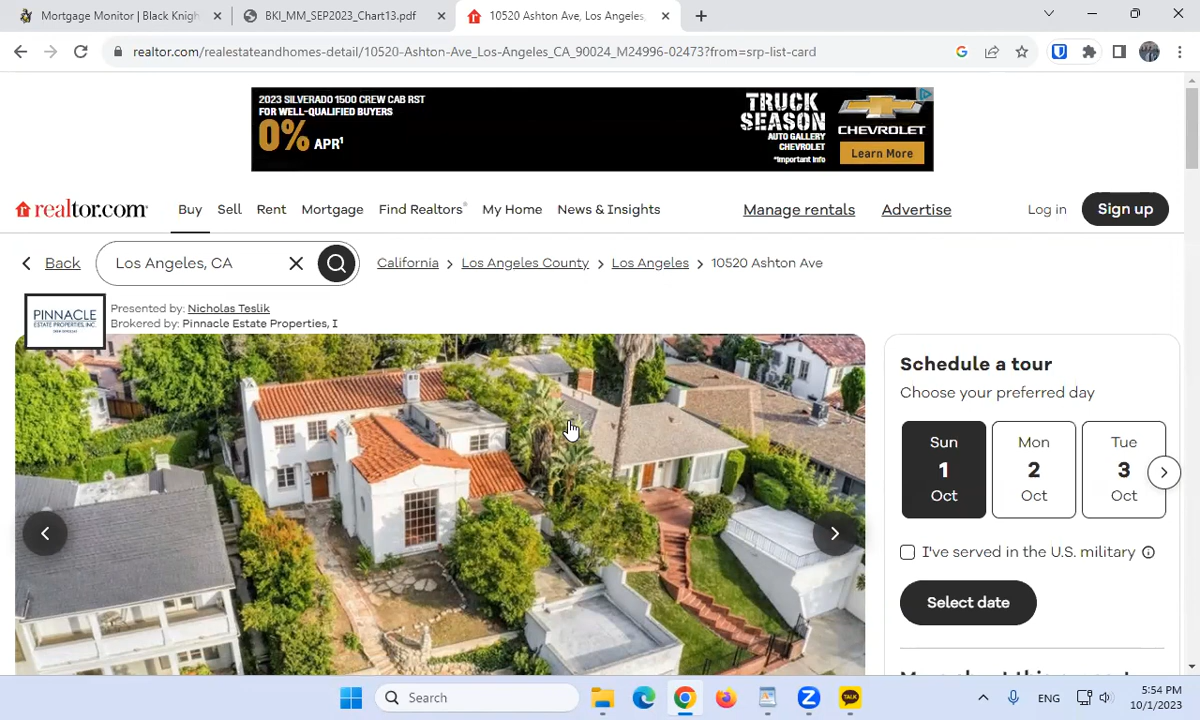 Mortgage Monitor | Black Knigh
BKI_MM_SEP2023_Chart13.pdf
10520 Ashton Ave, Los Angeles,
realtor.com/realestateandhomes-detail/10520-Ashton-Ave_Los-Angeles_CA_90024_M24996-02473?from=srp-list-card
2023 SILVERADO 1500 CREW CAB RST
FOR WELL-QUALIFIED BUYERS
0% APR¹
TRUCK
SEASON
AUTO GALLERY
CHEVROLET
*Important Info
CHEVROLET
Learn More
realtor.com
Buy
Sell
Rent
Mortgage
Find Realtors®
My Home
News & Insights
Manage rentals
Advertise
Log in
Sign up
Back
Los Angeles, CA
California > Los Angeles County > Los Angeles > 10520 Ashton Ave
PINNACLE
ESTATE PROPERTIES, INC.
Presented by: Nicholas Teslik
Brokered by: Pinnacle Estate Properties, I
Schedule a tour
Choose your preferred day
Sun
1
Oct
Mon
2
Oct
Tue
3
Oct
I've served in the U.S. military
Select date
Search
TALK
ENG
5:54 PM
10/1/2023